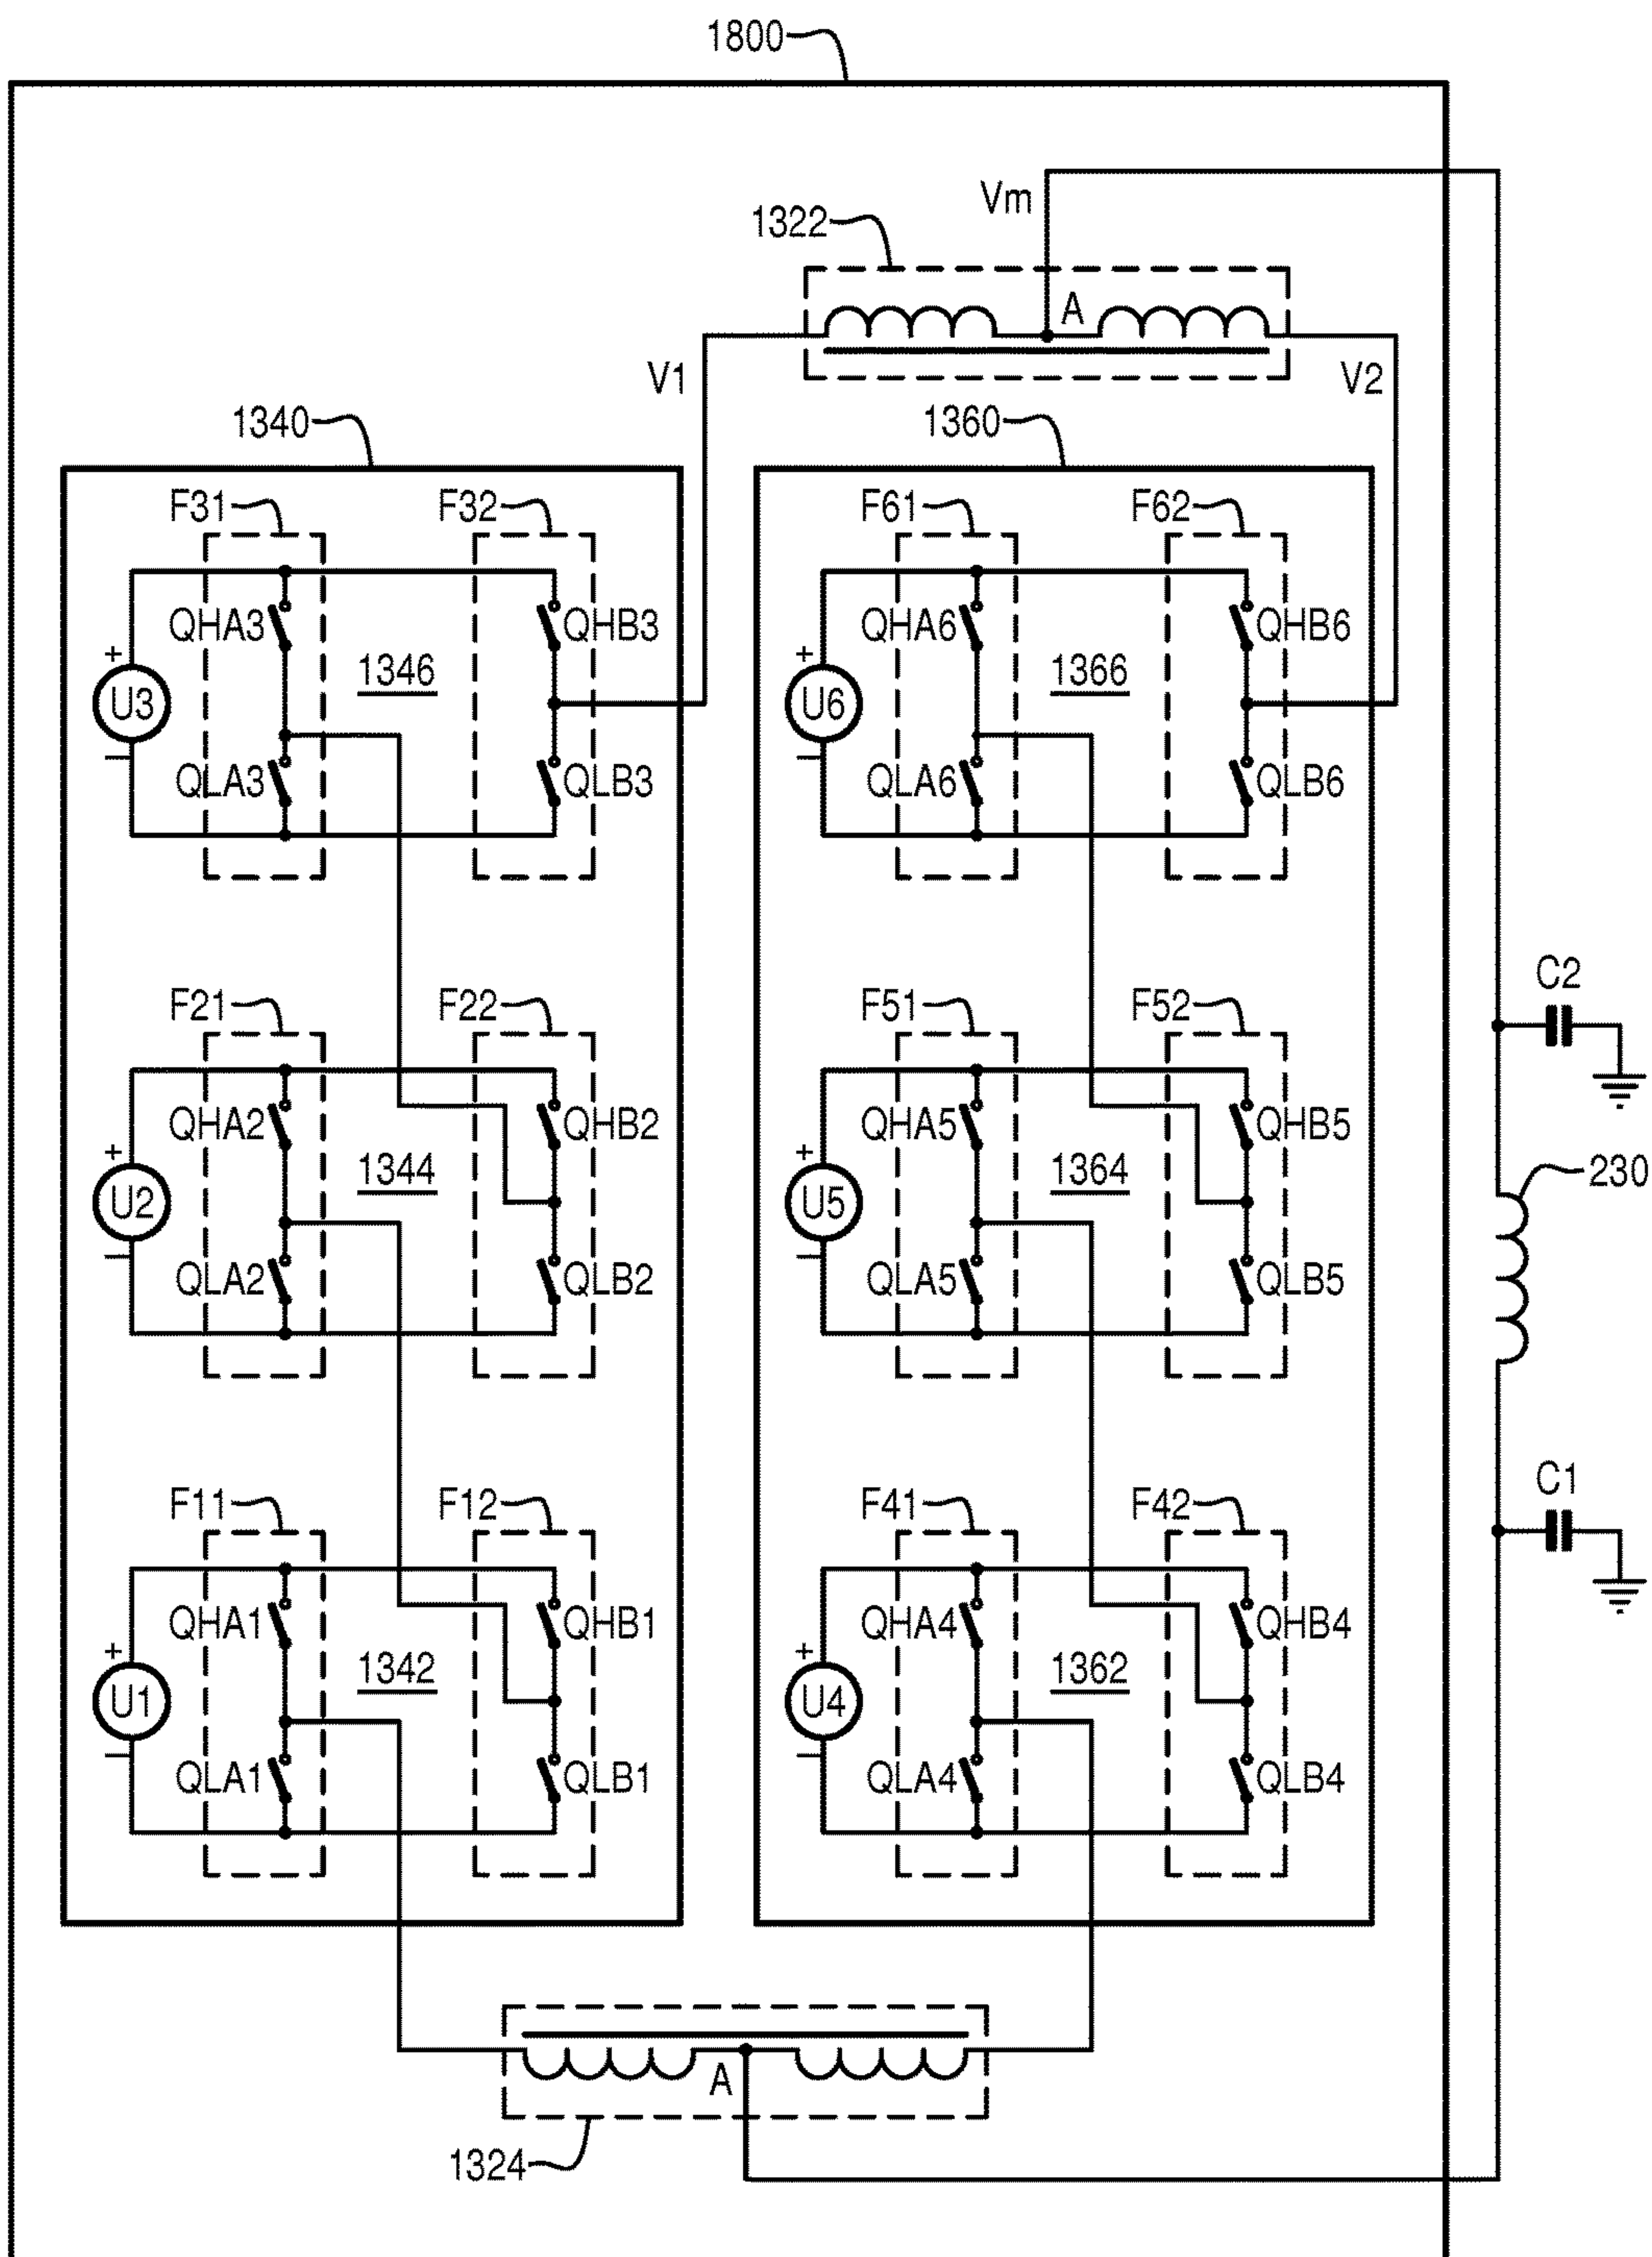 1800
Vm
1322
A
V1
V2
1340
1360
F31
F32
F61
F62
QHA3
QHB3
QHA6
QHB6
+
U3
–
1346
+
U6
–
1366
QLA3
QLB3
QLA6
QLB6
C2
F21
F22
F51
F52
QHA2
QHB2
QHA5
QHB5
+
U2
–
1344
+
U5
–
1364
230
QLA2
QLB2
QLA5
QLB5
C1
F11
F12
F41
F42
QHA1
QHB1
QHA4
QHB4
+
U1
–
1342
+
U4
–
1362
QLA1
QLB1
QLA4
QLB4
A
1324